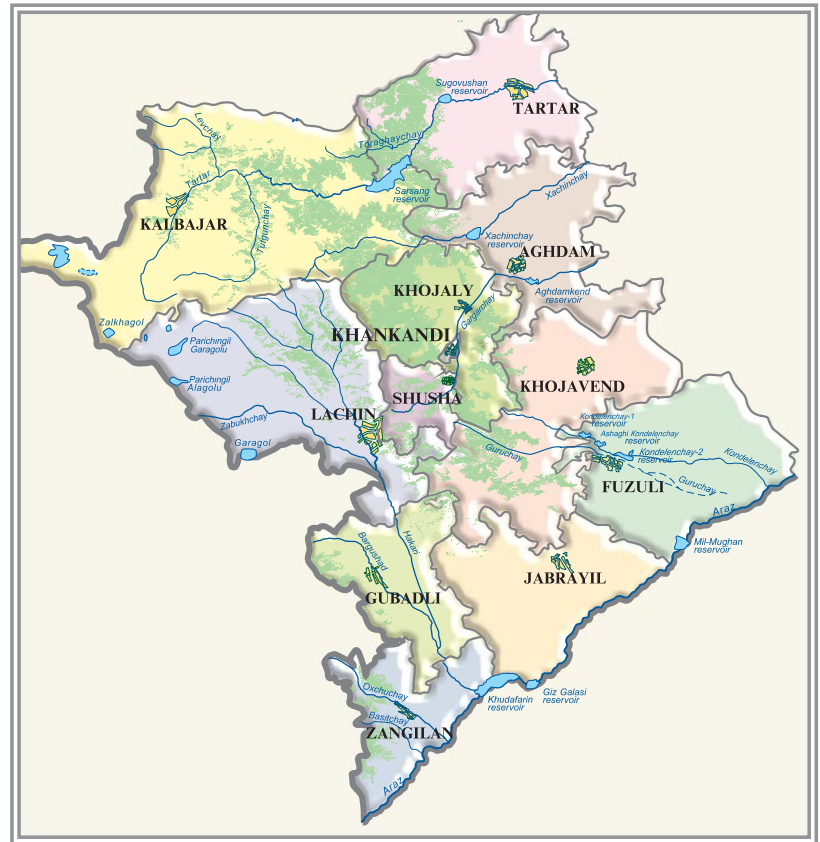 Sugovushan
reservoir
TARTAR
Levchay
Toraghaychay
Tartar
Sarsang
reservoir
Xachinchay
KALBAJAR
Tutgunchay
Xachinchay
reservoir
AGHDAM
KHOJALY
Aghdamkend
reservoir
Gargarchay
Zalkhagol
KHANKANDI
Parichingil
Garagolu
Parichingil
Alagolu
KHOJAVEND
SHUSHA
LACHIN
Zabukhchay
Kondelenchay-1
reservoir
Ashaghi Kondelenchay
reservoir
Garagol
Guruchay
Kondelenchay-2
reservoir
Kondelenchay
FUZULI
Guruchay
Araz
Hakari
Bargushad
Mil-Mughan
reservoir
JABRAYIL
GUBADLI
Oxchuchay
Khudafarin
reservoir
Giz Galasi
reservoir
Basitchay
ZANGILAN
Araz